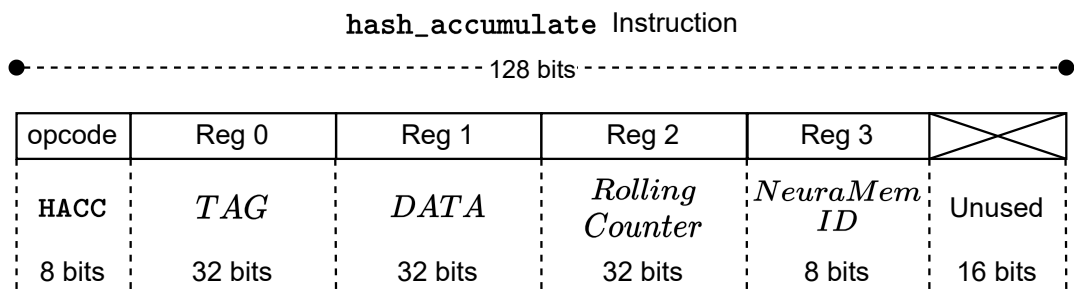 hash_accumulate Instruction
128 bits
opcode Reg 0 Reg 1 Reg 2 Reg 3
HACC TAG DATA Rolling Counter NeuraMem ID Unused
8 bits 32 bits 32 bits 32 bits 8 bits 16 bits